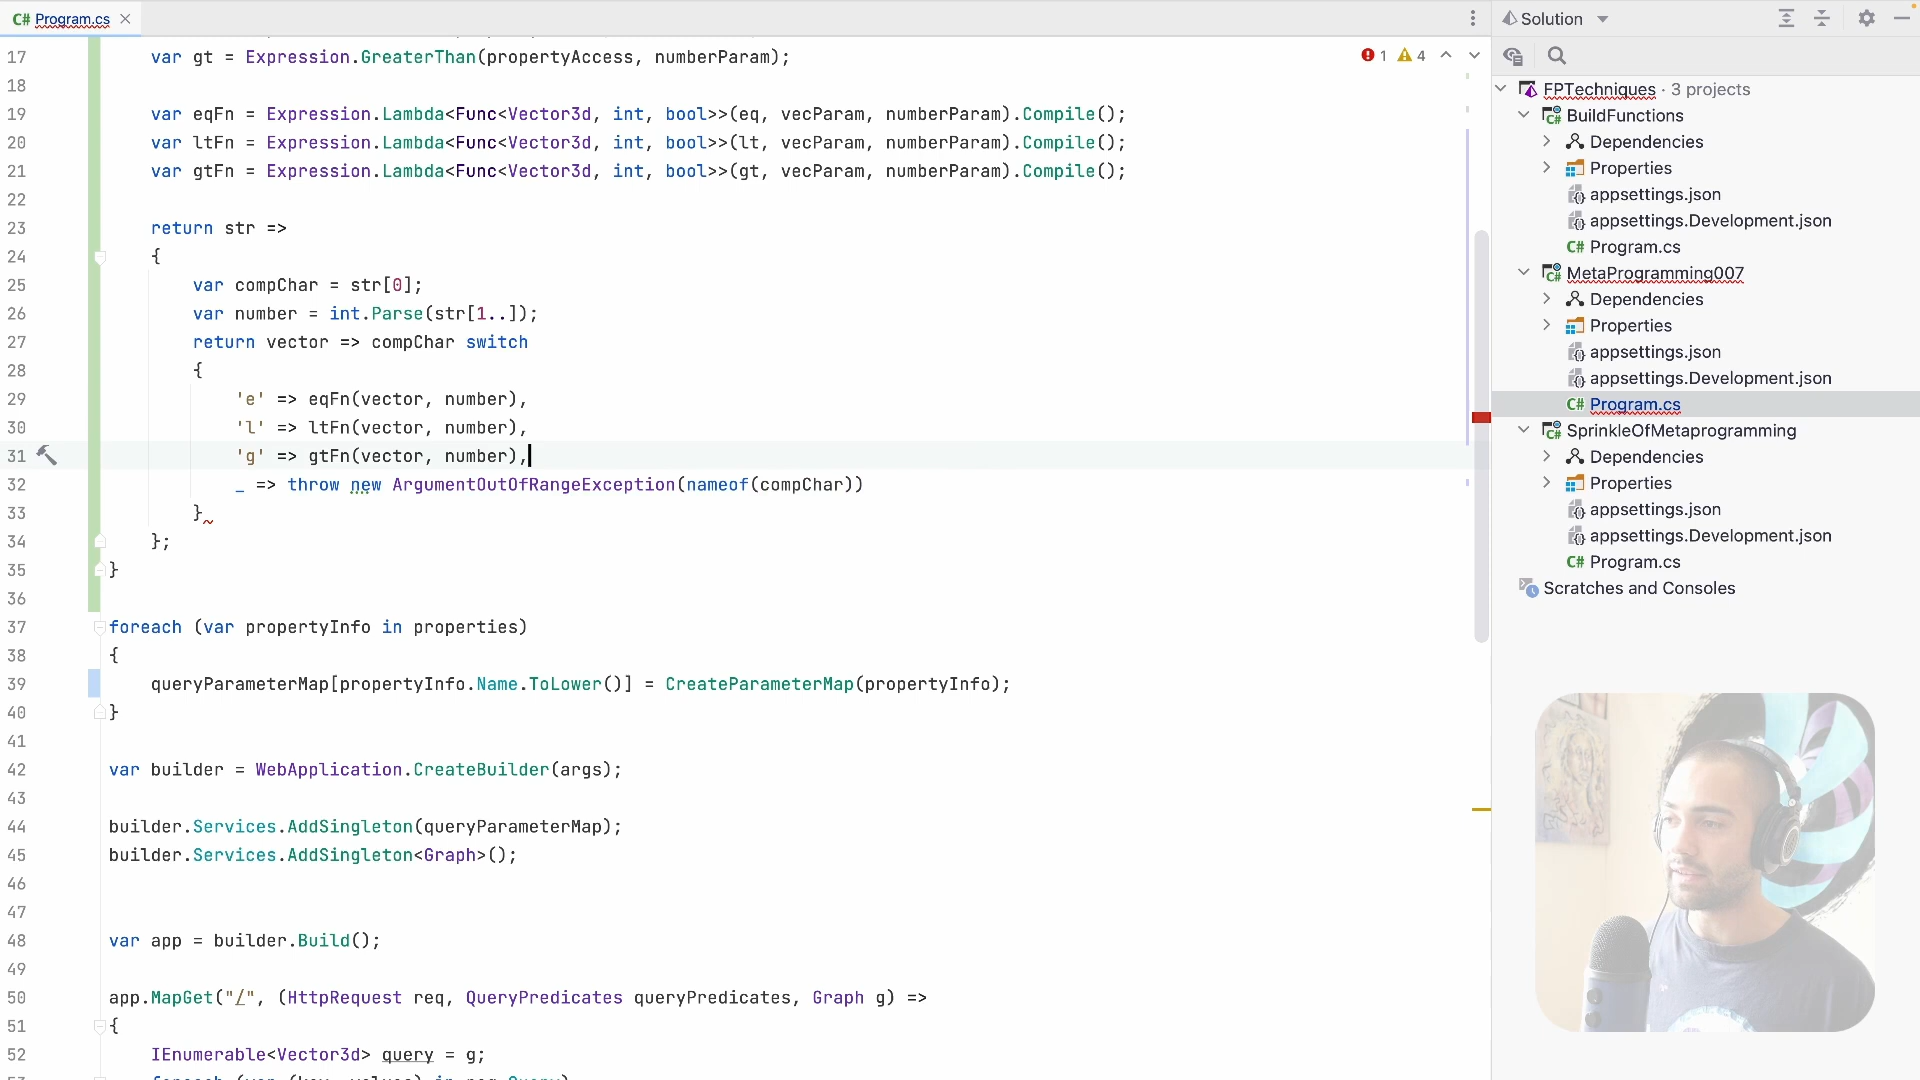 C# Program.cs
Solution
17 var gt = Expression.GreaterThan(propertyAccess, numberParam);
1 4
18
19 var eqFn = Expression.Lambda<Func<Vector3d, int, bool>>(eq, vecParam, numberParam).Compile();
20 var ltFn = Expression.Lambda<Func<Vector3d, int, bool>>(lt, vecParam, numberParam).Compile();
21 var gtFn = Expression.Lambda<Func<Vector3d, int, bool>>(gt, vecParam, numberParam).Compile();
22
23 return str =>
24 {
25 var compChar = str[0];
26 var number = int.Parse(str[1..]);
27 return vector => compChar switch
28 {
29 'e' => eqFn(vector, number),
30 'l' => ltFn(vector, number),
31 'g' => gtFn(vector, number),
32 _ => throw new ArgumentOutOfRangeException(nameof(compChar))
33 }
34 };
35 }
36
37 foreach (var propertyInfo in properties)
38 {
39 queryParameterMap[propertyInfo.Name.ToLower()] = CreateParameterMap(propertyInfo);
40 }
41
42 var builder = WebApplication.CreateBuilder(args);
43
44 builder.Services.AddSingleton(queryParameterMap);
45 builder.Services.AddSingleton<Graph>();
46
47
48 var app = builder.Build();
49
50 app.MapGet("/", (HttpRequest req, QueryPredicates queryPredicates, Graph g) =>
51 {
52 IEnumerable<Vector3d> query = g;
FPTechniques · 3 projects
C# BuildFunctions
Dependencies
Properties
appsettings.json
appsettings.Development.json
C# Program.cs
C# MetaProgramming007
Dependencies
Properties
appsettings.json
appsettings.Development.json
C# Program.cs
C# SprinkleOfMetaprogramming
Dependencies
Properties
appsettings.json
appsettings.Development.json
C# Program.cs
Scratches and Consoles